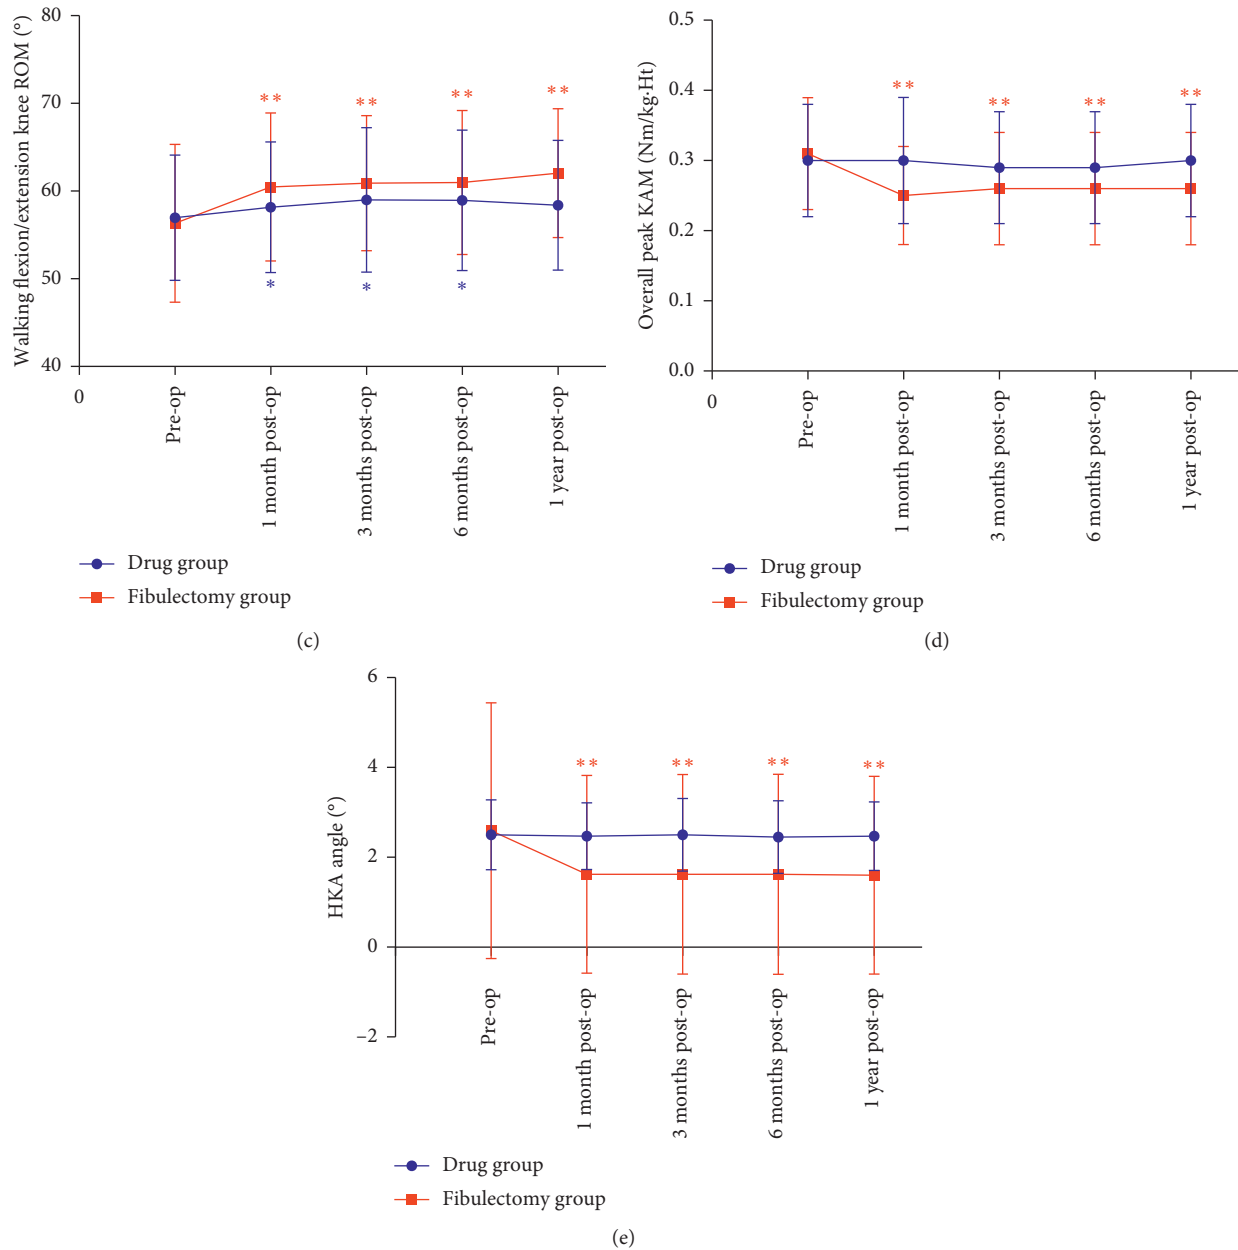 Walking flexion/extension knee ROM (°)
80
70
60
50
40
0
** ** ** **
* * *
Pre-op
1 month post-op
3 months post-op
6 months post-op
1 year post-op
Drug group
Fibulectomy group
(c)
Overall peak KAM (Nm/kg·Ht)
0.5
0.4
0.3
0.2
0.1
0.0
0
** ** ** **
Pre-op
1 month post-op
3 months post-op
6 months post-op
1 year post-op
Drug group
Fibulectomy group
(d)
HKA angle (°)
6
4
2
0
−2
** ** ** **
Pre-op
1 month post-op
3 months post-op
6 months post-op
1 year post-op
Drug group
Fibulectomy group
(e)